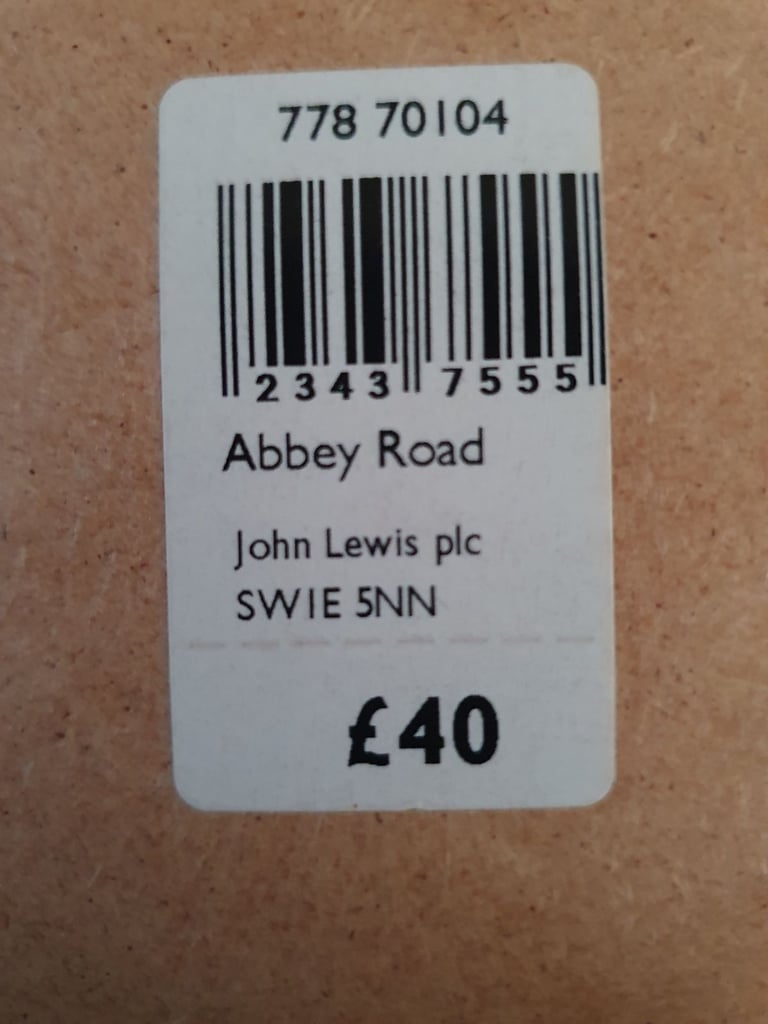 778 70104
2343 7555
Abbey Road
John Lewis plc
SW1E 5NN
£40